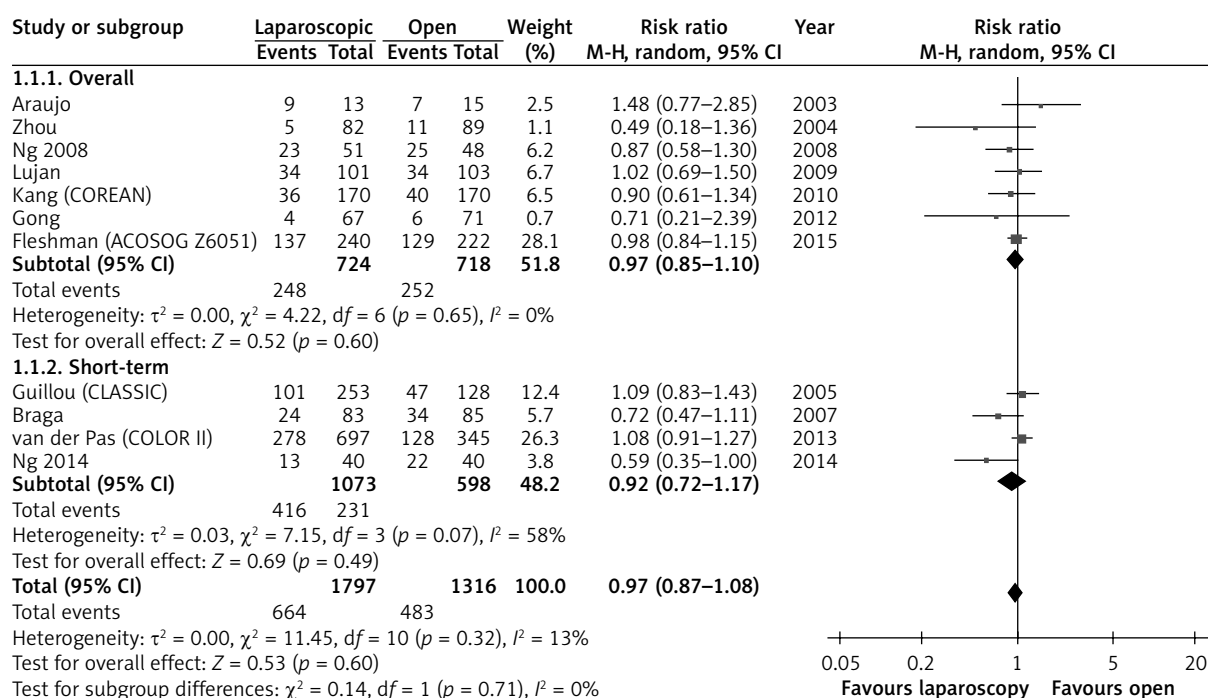 Study or subgroup Laparoscopic Open Weight Risk ratio Year Risk ratio
Events Total Events Total (%) M-H, random, 95% CI M-H, random, 95% CI
1.1.1. Overall
Araujo 9 13 7 15 2.5 1.48 (0.77–2.85) 2003
Zhou 5 82 11 89 1.1 0.49 (0.18–1.36) 2004
Ng 2008 23 51 25 48 6.2 0.87 (0.58–1.30) 2008
Lujan 34 101 34 103 6.7 1.02 (0.69–1.50) 2009
Kang (COREAN) 36 170 40 170 6.5 0.90 (0.61–1.34) 2010
Gong 4 67 6 71 0.7 0.71 (0.21–2.39) 2012
Fleshman (ACOSOG Z6051) 137 240 129 222 28.1 0.98 (0.84–1.15) 2015
Subtotal (95% CI) 724 718 51.8 0.97 (0.85–1.10)
Total events 248 252
Heterogeneity: τ² = 0.00, χ² = 4.22, df = 6 (p = 0.65), I² = 0%
Test for overall effect: Z = 0.52 (p = 0.60)
1.1.2. Short-term
Guillou (CLASSIC) 101 253 47 128 12.4 1.09 (0.83–1.43) 2005
Braga 24 83 34 85 5.7 0.72 (0.47–1.11) 2007
van der Pas (COLOR II) 278 697 128 345 26.3 1.08 (0.91–1.27) 2013
Ng 2014 13 40 22 40 3.8 0.59 (0.35–1.00) 2014
Subtotal (95% CI) 1073 598 48.2 0.92 (0.72–1.17)
Total events 416 231
Heterogeneity: τ² = 0.03, χ² = 7.15, df = 3 (p = 0.07), I² = 58%
Test for overall effect: Z = 0.69 (p = 0.49)
Total (95% CI) 1797 1316 100.0 0.97 (0.87–1.08)
Total events 664 483
Heterogeneity: τ² = 0.00, χ² = 11.45, df = 10 (p = 0.32), I² = 13%
Test for overall effect: Z = 0.53 (p = 0.60) 0.05 0.2 1 5 20
Test for subgroup differences: χ² = 0.14, df = 1 (p = 0.71), I² = 0% Favours laparoscopy Favours open